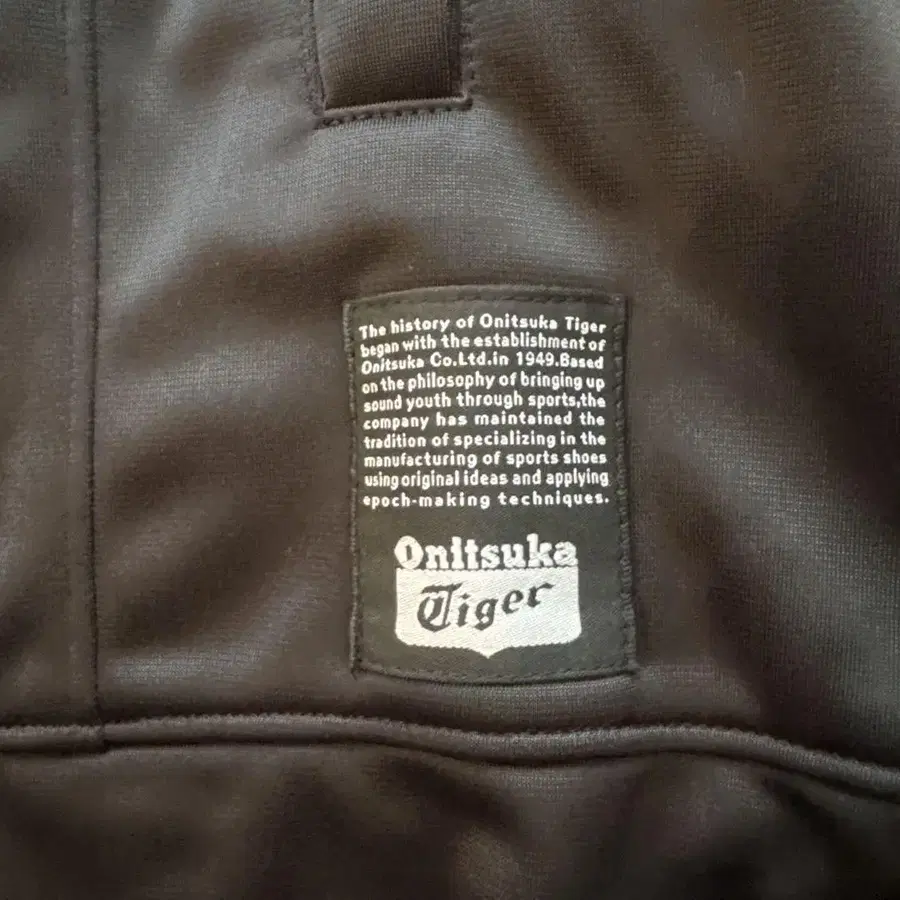 The history of Onitsuka Tiger
began with the establishment of
Onitsuka Co.Ltd.in 1949.Based
on the philosophy of bringing up
sound youth through sports,the
company has maintained the
tradition of specializing in the
manufacturing of sports shoes
using original ideas and applying
epoch-making techniques.
Onitsuka
Tiger